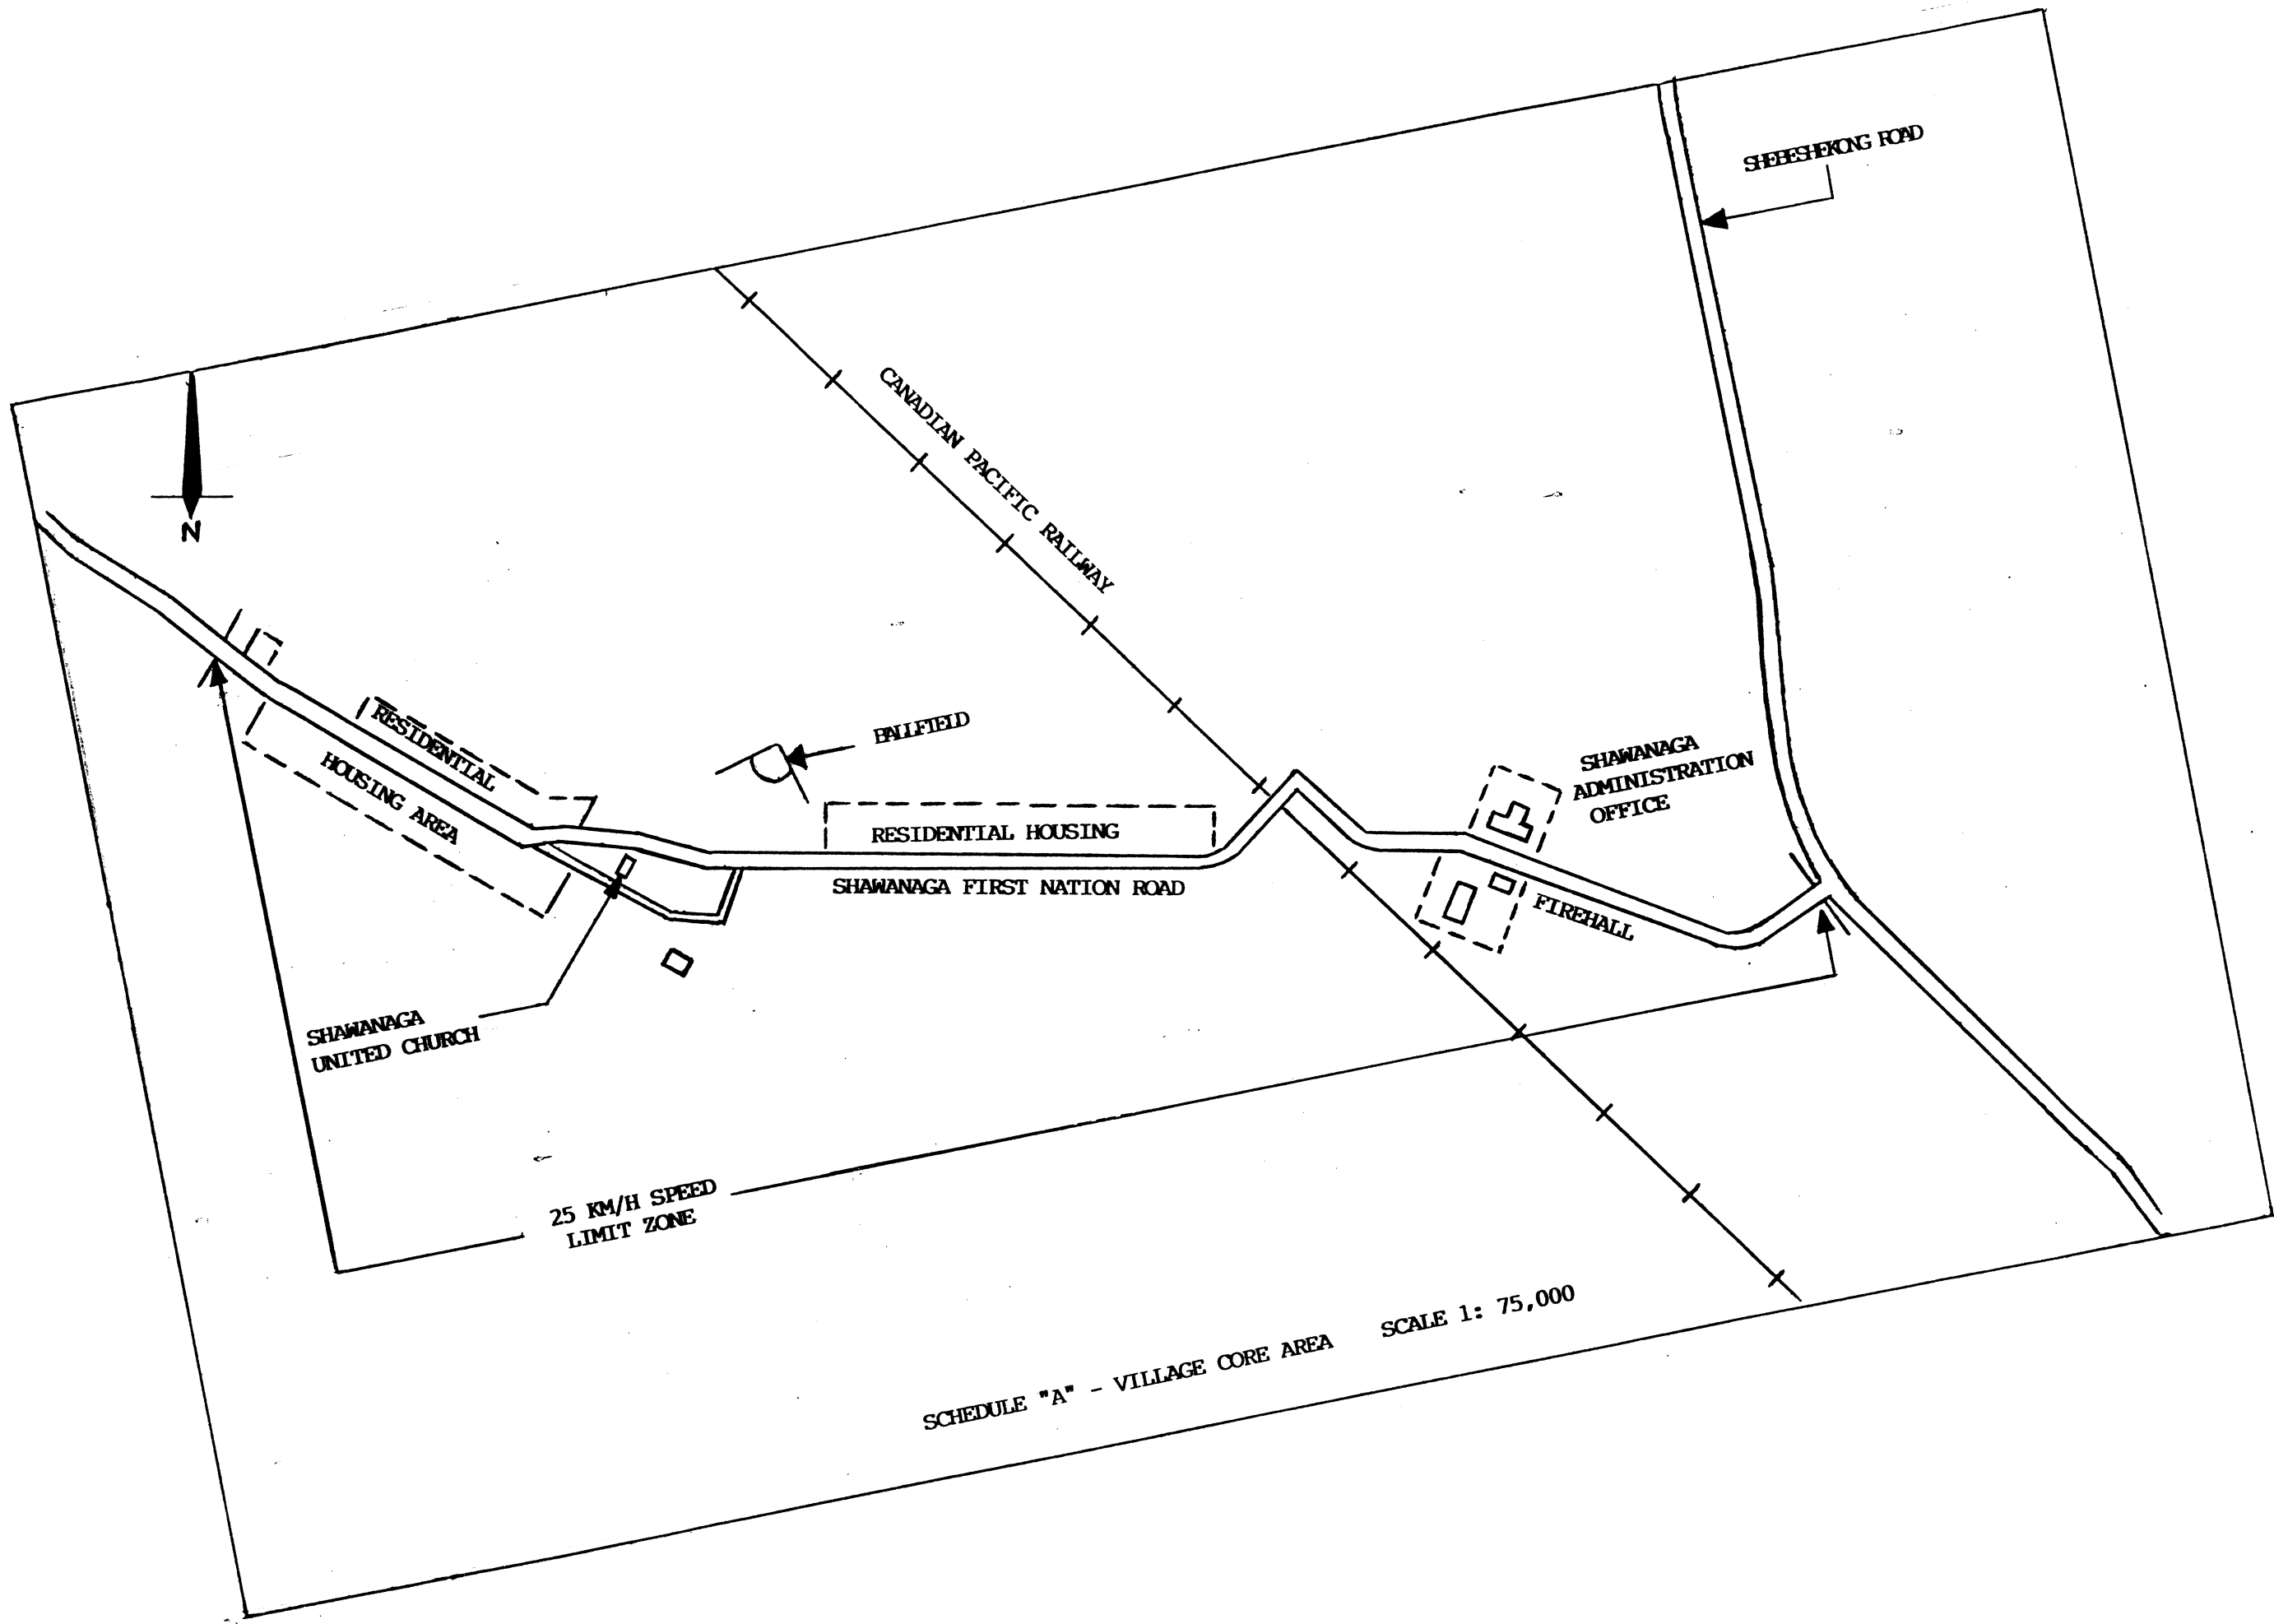 SHEBESHEKONG ROAD
CANADIAN PACIFIC RAILWAY
N
RESIDENTIAL
HOUSING AREA
BALLFIELD
RESIDENTIAL HOUSING
SHAWANAGA FIRST NATION ROAD
SHAWANAGA
ADMINISTRATION
OFFICE
FIREHALL
SHAWANAGA
UNITED CHURCH
25 KM/H SPEED
LIMIT ZONE
SCHEDULE "A" - VILLAGE CORE AREA SCALE 1: 75,000